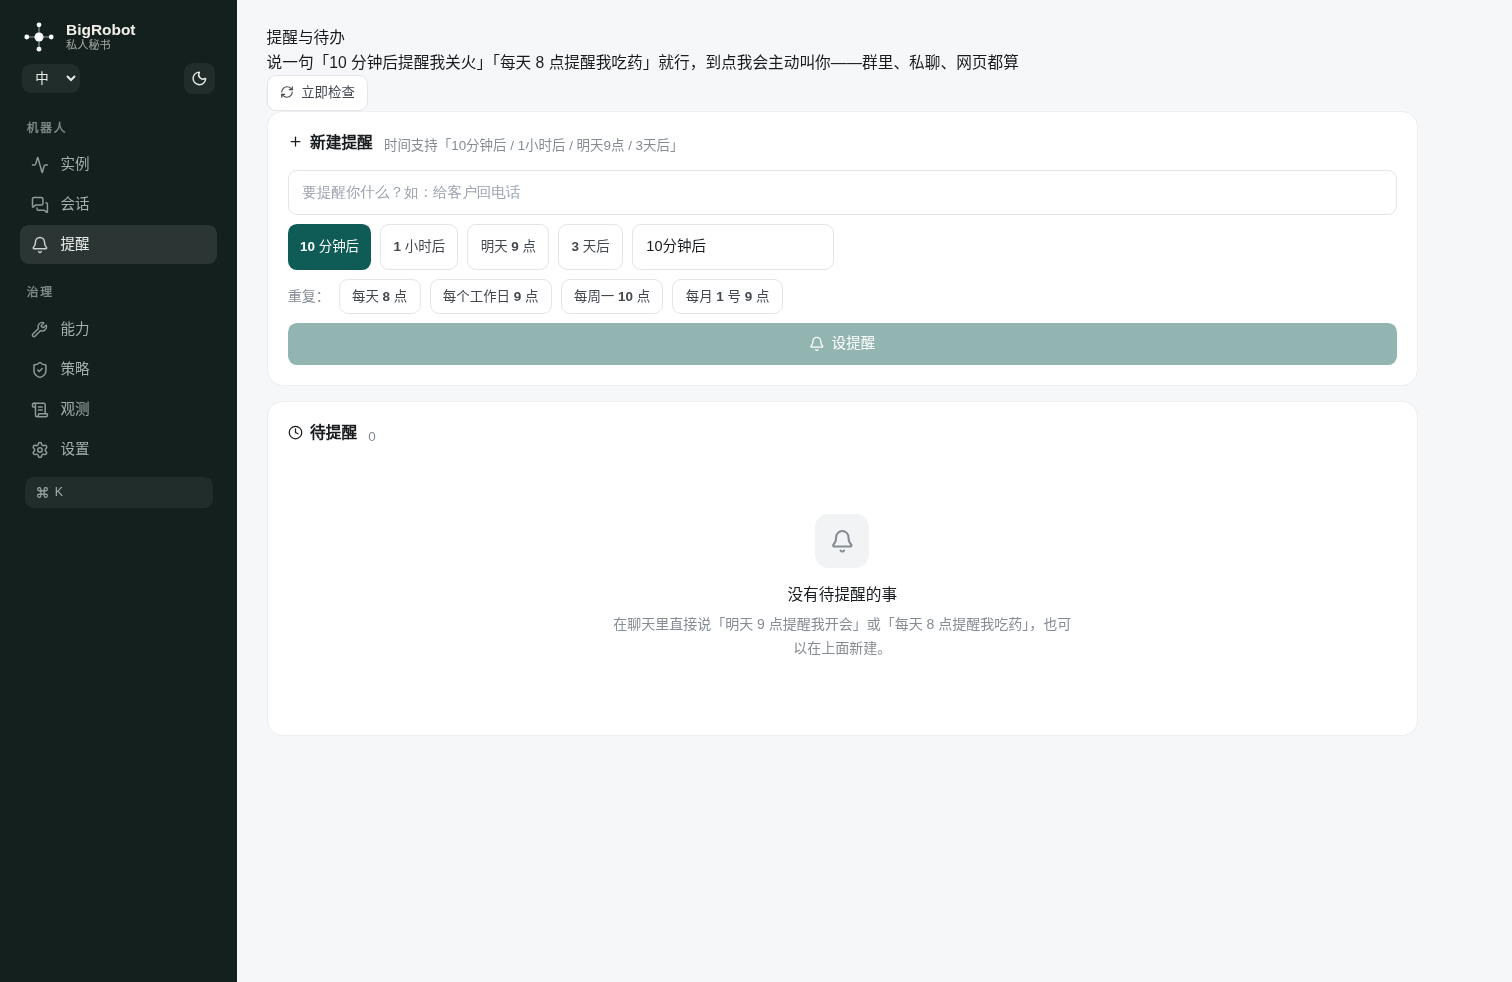 BigRobot
私人秘书
中
机器人
实例
会话
提醒
治理
能力
策略
观测
设置
⌘ K
提醒与待办
说一句「10 分钟后提醒我关火」「每天 8 点提醒我吃药」就行，到点我会主动叫你——群里、私聊、网页都算
立即检查
新建提醒 时间支持「10分钟后 / 1小时后 / 明天9点 / 3天后」
要提醒你什么？如：给客户回电话
10 分钟后 1 小时后 明天 9 点 3 天后 10分钟后
重复： 每天 8 点 每个工作日 9 点 每周一 10 点 每月 1 号 9 点
设提醒
待提醒 0
没有待提醒的事
在聊天里直接说「明天 9 点提醒我开会」或「每天 8 点提醒我吃药」，也可
以在上面新建。